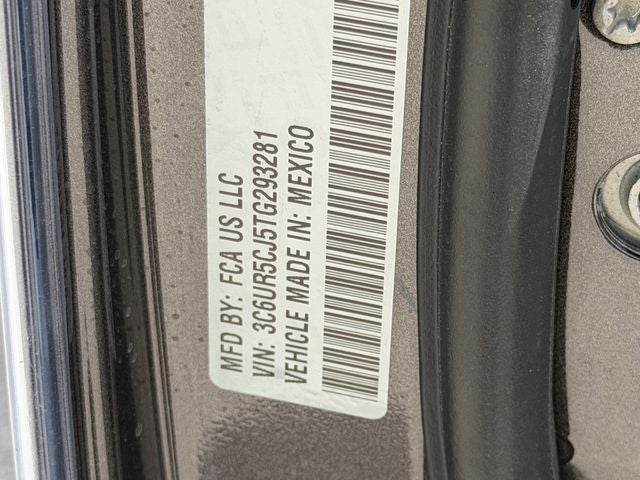 MFD BY: FCA US LLC
VIN: 3C6UR5CJ5TG293281
VEHICLE MADE IN: MEXICO